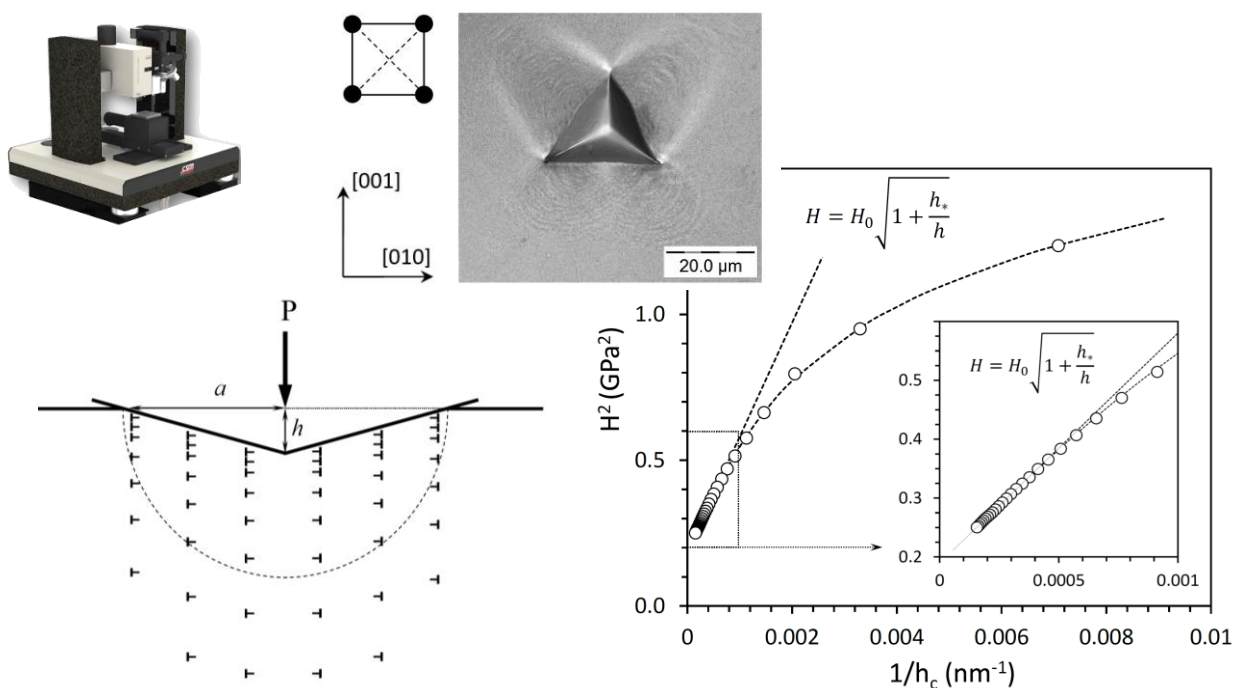 CSM
[001]
[010]
20.0 µm
P
a
h
H = H₀√(1 + h*/h)
H² (GPa²)
1.0
0.5
0.0
0
0.002
0.004
0.006
0.008
0.01
1/h_c (nm⁻¹)
H = H₀√(1 + h*/h)
0.5
0.4
0.3
0.2
0
0.0005
0.001